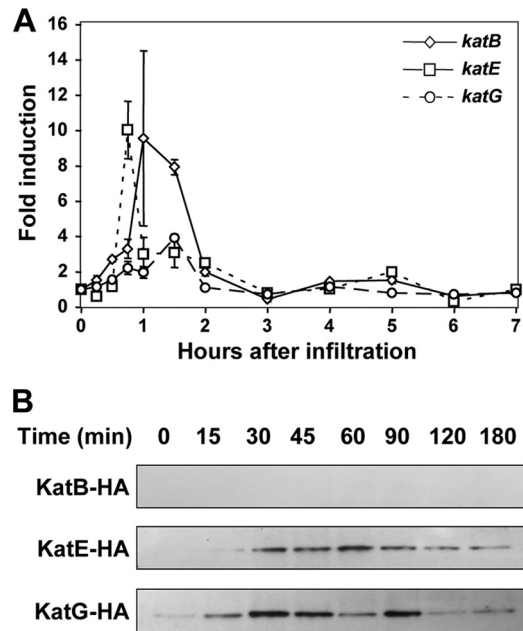 A
Fold induction
16
14
12
10
8
6
4
2
0
katB
katE
katG
0 1 2 3 4 5 6 7
Hours after infiltration
B
Time (min) 0 15 30 45 60 90 120 180
KatB-HA
KatE-HA
KatG-HA